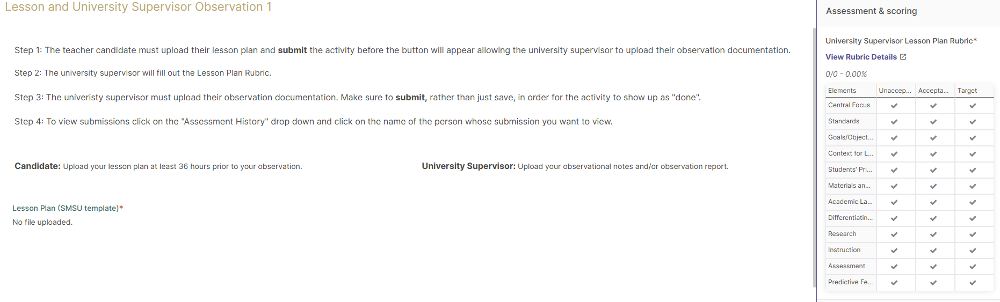 Lesson and University Supervisor Observation 1
Step 1: The teacher candidate must upload their lesson plan and submit the activity before the button will appear allowing the university supervisor to upload their observation documentation.
Step 2: The university supervisor will fill out the Lesson Plan Rubric.
Step 3: The univeristy supervisor must upload their observation documentation. Make sure to submit, rather than just save, in order for the activity to show up as "done".
Step 4: To view submissions click on the "Assessment History" drop down and click on the name of the person whose submission you want to view.
Candidate: Upload your lesson plan at least 36 hours prior to your observation.
University Supervisor: Upload your observational notes and/or observation report.
Lesson Plan (SMSU template)*
No file uploaded.
Assessment & scoring
University Supervisor Lesson Plan Rubric*
View Rubric Details
0/0 - 0.00%
Elements Unaccep... Accepta... Target
Central Focus
Standards
Goals/Object...
Context for L...
Students' Pri...
Materials an...
Academic La...
Differentiatin...
Research
Instruction
Assessment
Predictive Fe...